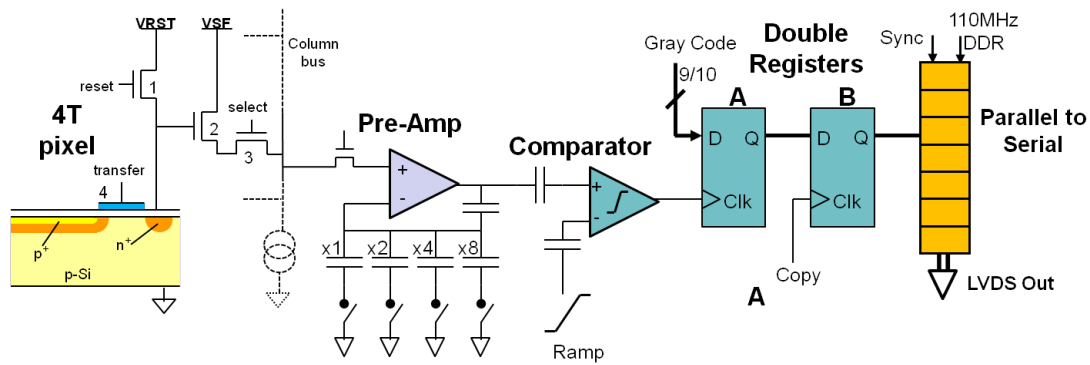 VRST
VSF
reset
1
4T
pixel
transfer
4
2
select
3
Column
bus
p+
n+
p-Si
Pre-Amp
+
-
x1
x2
x4
x8
Comparator
+
-
Ramp
Gray Code
9/10
Double
Registers
A
B
D
Q
Clk
D
Q
Clk
Copy
A
Sync
110MHz
DDR
Parallel to
Serial
LVDS Out